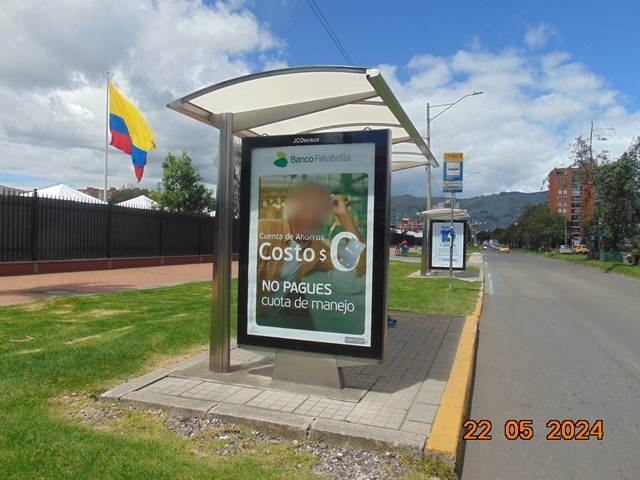 JCDecaux
Banco Falabella
Cuenta de Ahorros
Costo $0
NO PAGUES
cuota de manejo
22 05 2024